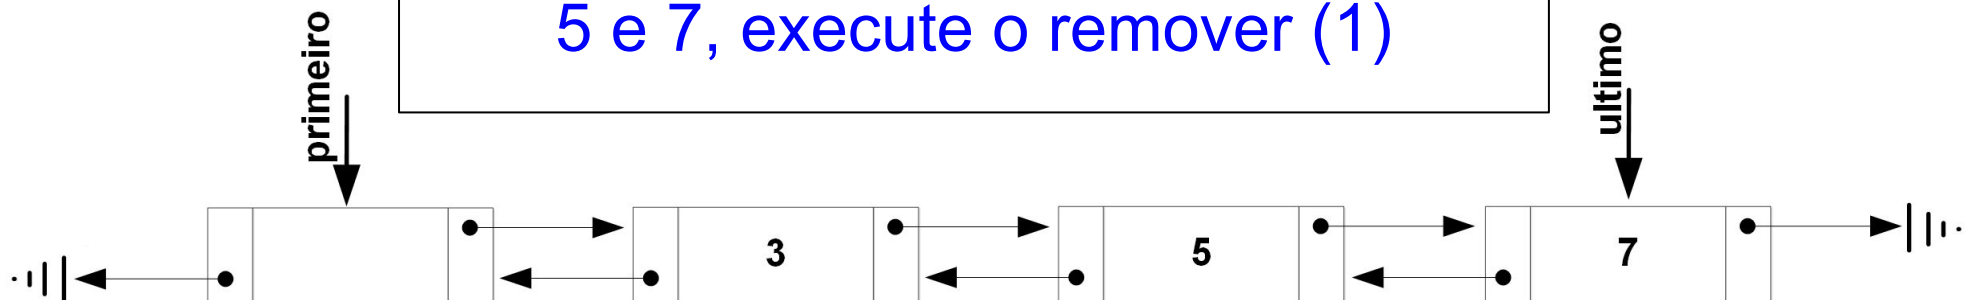 5 e 7, execute o remover (1)
primeiro
ultimo
3
5
7